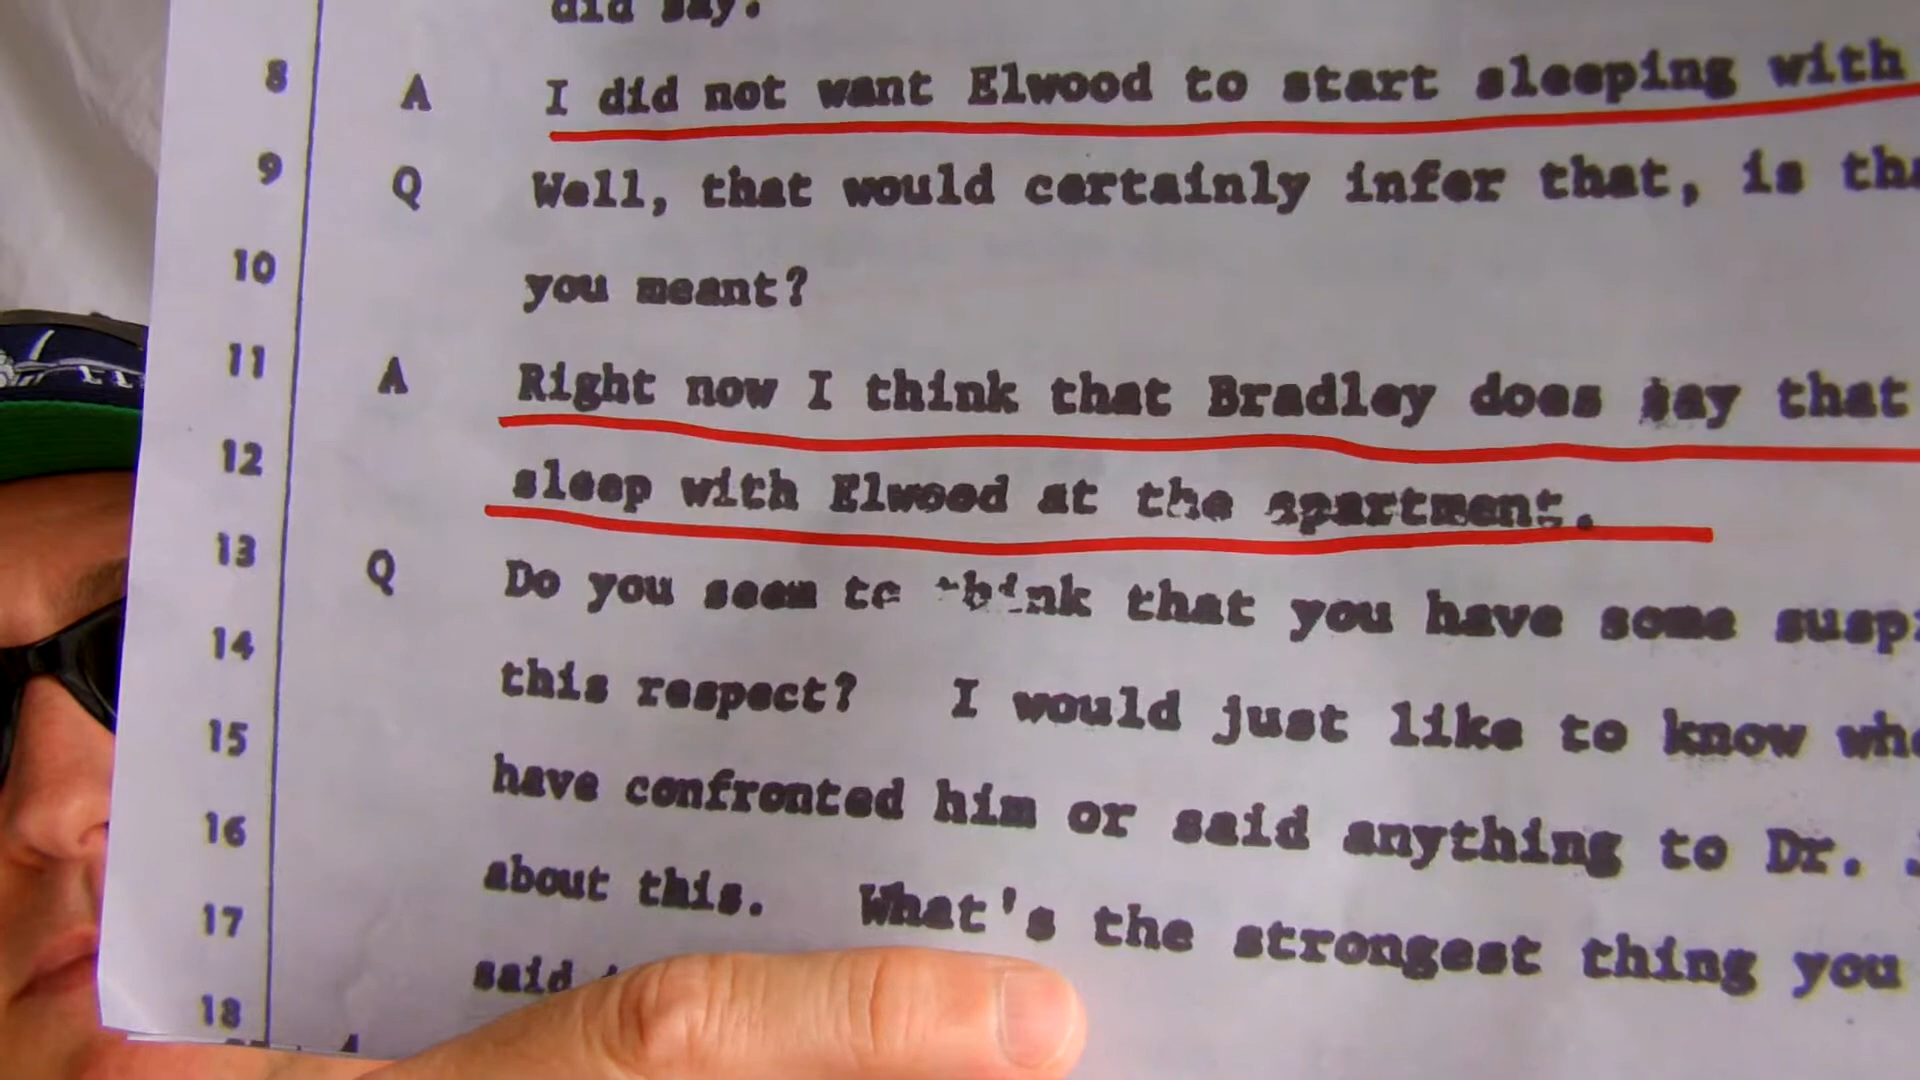 did say.
8 A I did not want Elwood to start sleeping with
9 Q Well, that would certainly infer that, is
10 you meant?
11 A Right now I think that Bradley does say that
12 sleep with Elwood at the apartment.
13 Q Do you seem to think that you have some
14 this respect? I would just like to know
15 have confronted him or said anything to Dr.
16 about this. What's the strongest thing you
17 said
18